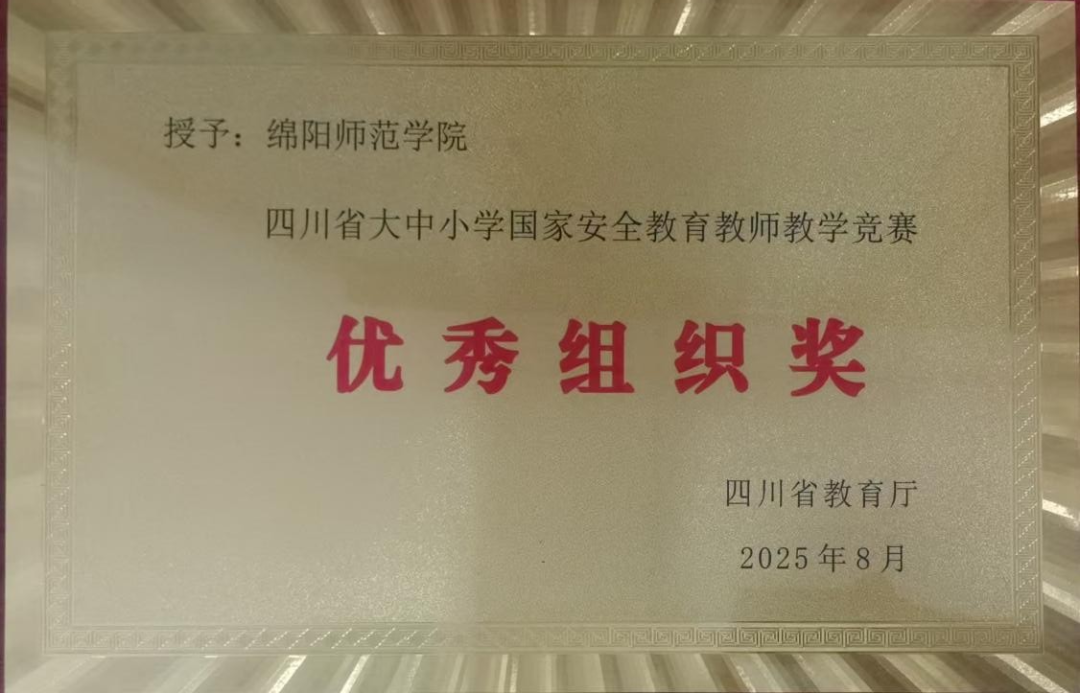 授予：绵阳师范学院
四川省大中小学国家安全教育教师教学竞赛
优秀组织奖
四川省教育厅
2025年8月